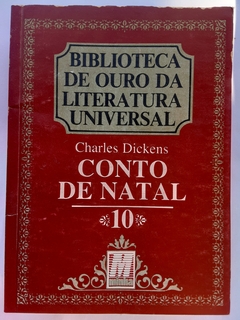 BIBLIOTECA
DE OURO DA
LITERATURA
UNIVERSAL
Charles Dickens
CONTO
DE NATAL
10
M